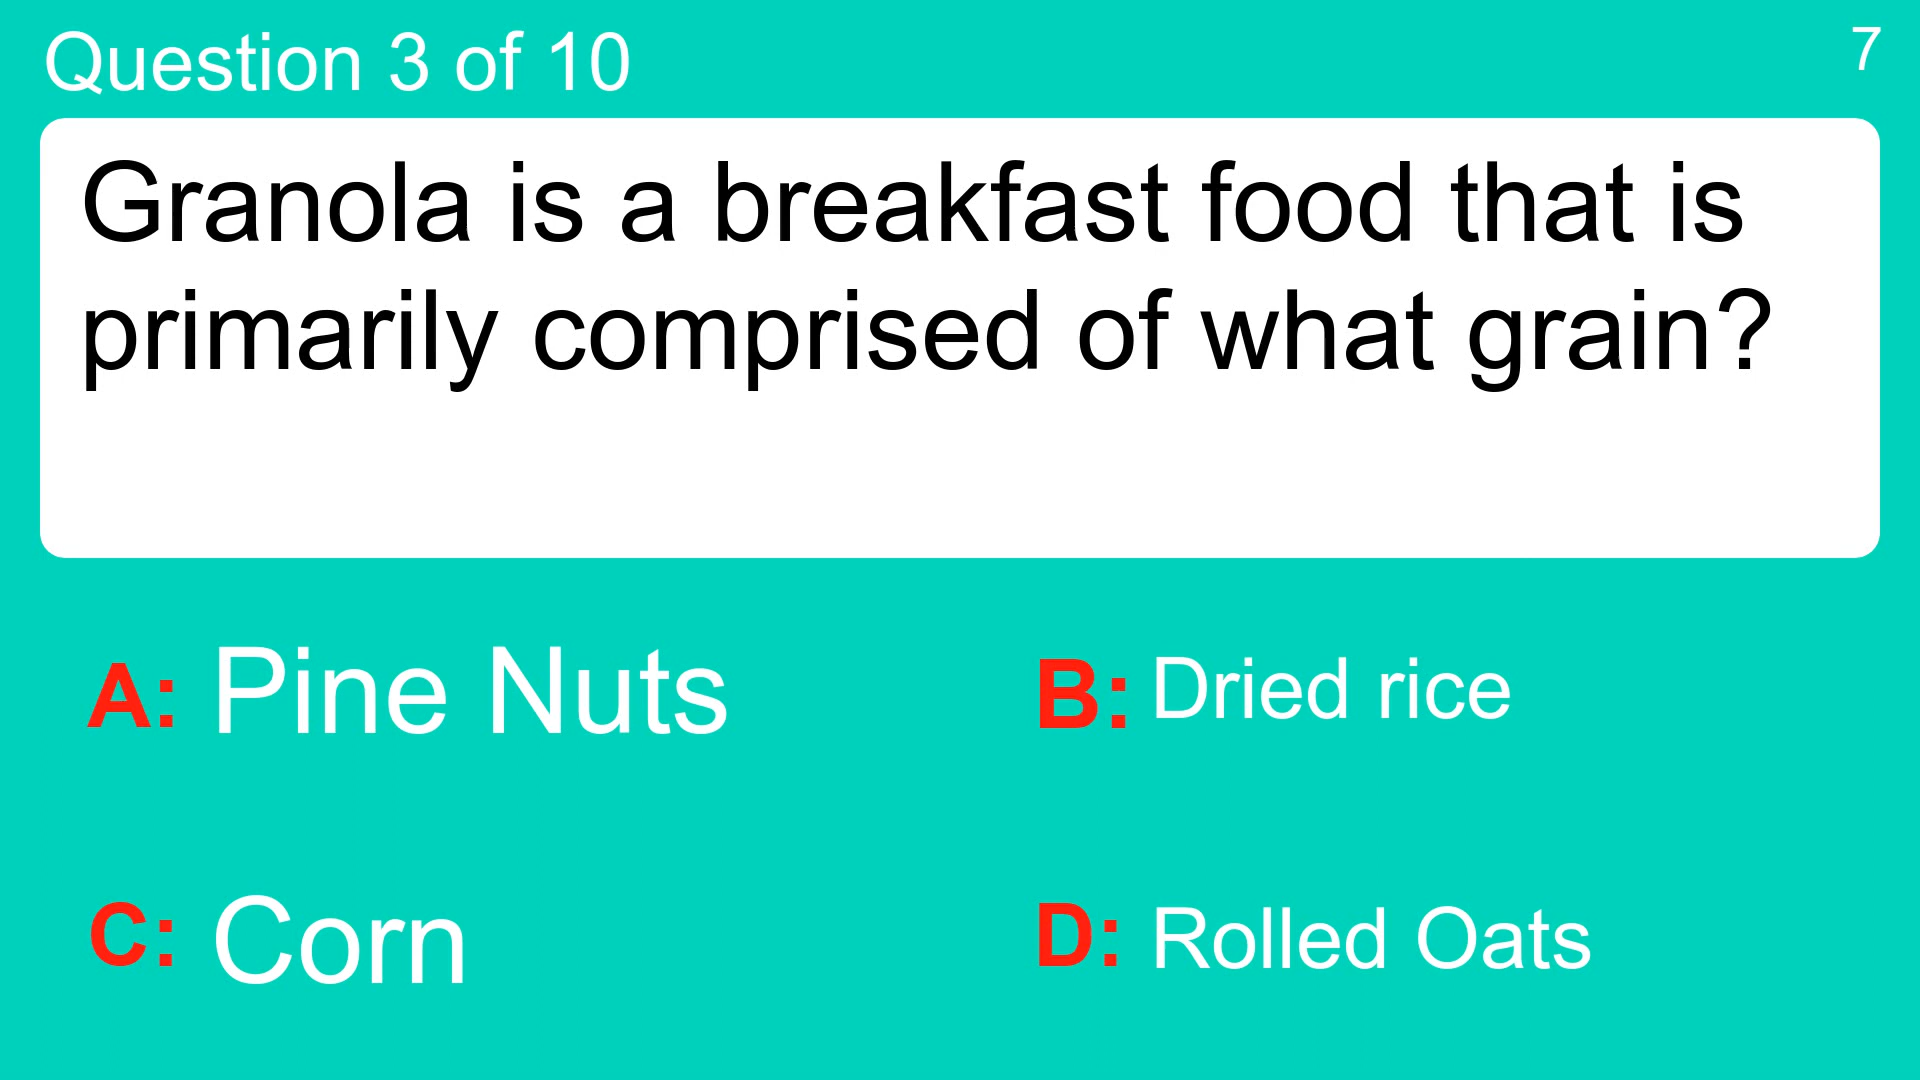 Question 3 of 10
7
Granola is a breakfast food that is
primarily comprised of what grain?
A: Pine Nuts
B: Dried rice
C: Corn
D: Rolled Oats